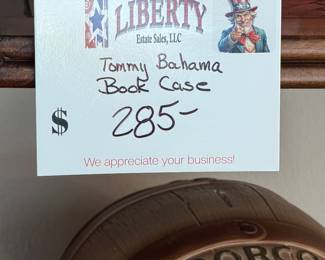 LIBERTY
Estate Sales, LLC
Tommy Bahama
Book Case
$ 285-
We appreciate your business!